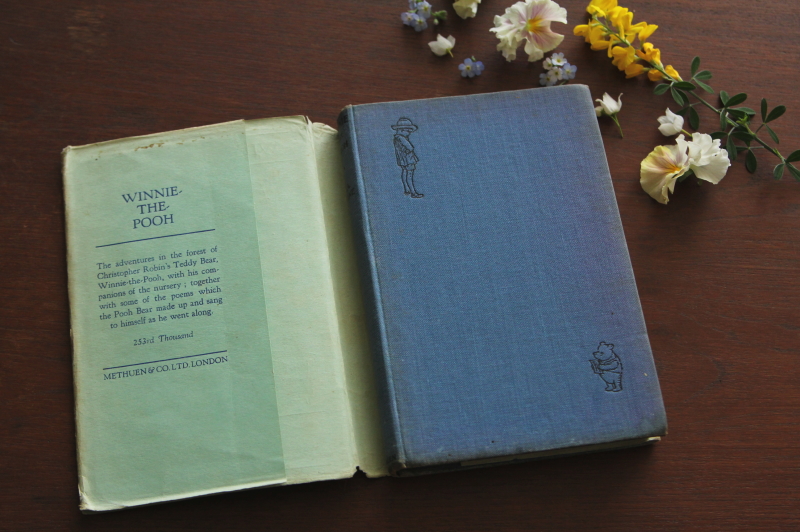 WINNIE-
THE-
POOH
The adventures in the forest of
Christopher Robin's Teddy Bear,
Winnie-the-Pooh, with his com-
panions of the nursery; together
with some of the poems which
the Pooh Bear made up and sang
to himself as he went along.
253rd Thousand
METHUEN & CO. LTD. LONDON